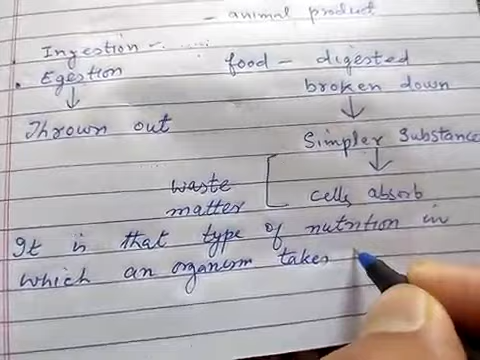 - animal product
• Ingestion - .....
• Egestion
food - digested
broken down
↓
↓
Thrown out
Simpler Substance
↓
waste
matter
cells absorb
It is that type of nutrition in
which an organism takes